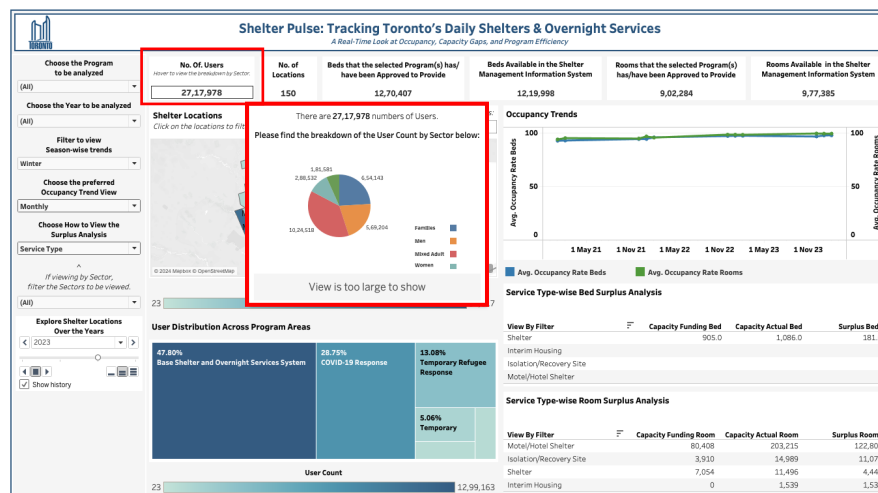 TORONTO
Shelter Pulse: Tracking Toronto's Daily Shelters & Overnight Services
A Real-Time Look at Occupancy, Capacity Gaps, and Program Efficiency
Choose the Program
to be analyzed
(All)
Choose the Year to be analyzed
(All)
Filter to view
Season-wise trends
Winter
Choose the preferred
Occupancy Trend View
Monthly
Choose How to View the
Surplus Analysis
Service Type
^
If viewing by Sector,
filter the Sectors to be viewed.
(All)
Explore Shelter Locations
Over the Years
2023
Show history
No. Of. Users
Hover to view the breakdown by Sector.
27,17,978
No. of
Locations
150
Beds that the selected Program(s) has/
have been Approved to Provide
12,70,407
Beds Available in the Shelter
Management Information System
12,19,998
Rooms that the selected Program(s)
has/have been Approved to Provide
9,02,284
Rooms Available in the Shelter
Management Information System
9,77,385
Shelter Locations
Click on the locations to filt
© 2024 Mapbox © OpenStreetMap
23
There are 27,17,978 numbers of Users.
Please find the breakdown of the User Count by Sector below:
1,81,581
2,88,532
6,54,143
10,24,518
5,69,204
Families
Men
Mixed Adult
Women
View is too large to show
User Distribution Across Program Areas
47.80%
Base Shelter and Overnight Services System
28.75%
COVID-19 Response
13.08%
Temporary Refugee
Response
5.06%
Temporary
User Count
23
12,99,163
Occupancy Trends
100
50
0
Avg. Occupancy Rate Beds
100
50
0
Avg. Occupancy Rate Rooms
1 May 21 1 Nov 21 1 May 22 1 Nov 22 1 May 23 1 Nov 23
Avg. Occupancy Rate Beds Avg. Occupancy Rate Rooms
Service Type-wise Bed Surplus Analysis
View By Filter Capacity Funding Bed Capacity Actual Bed Surplus Bed
Shelter 905.0 1,086.0 181.
Interim Housing
Isolation/Recovery Site
Motel/Hotel Shelter
Service Type-wise Room Surplus Analysis
View By Filter Capacity Funding Room Capacity Actual Room Surplus Room
Motel/Hotel Shelter 80,408 203,215 122,80
Isolation/Recovery Site 3,910 14,989 11,07
Shelter 7,054 11,496 4,44
Interim Housing 0 1,539 1,53